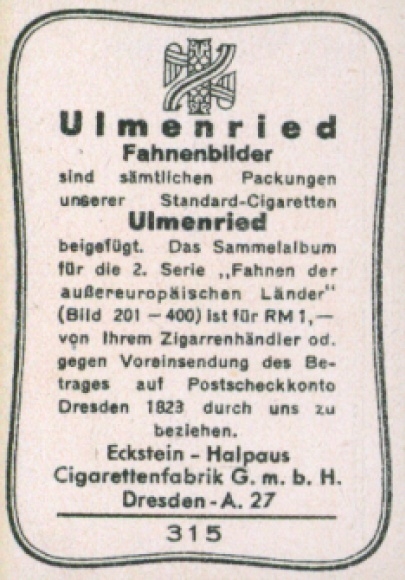 Ulmenried
Fahnenbilder
sind sämtlichen Packungen
unserer Standard-Cigaretten
Ulmenried
beigefügt. Das Sammelalbum
für die 2. Serie „Fahnen der
außereuropäischen Länder"
(Bild 201 — 400) ist für RM 1,—
von Ihrem Zigarrenhändler od.
gegen Voreinsendung des Be-
trages auf Postscheckkonto
Dresden 1823 durch uns zu
beziehen.
Eckstein - Halpaus
Cigarettenfabrik G. m. b. H.
Dresden - A. 27
315